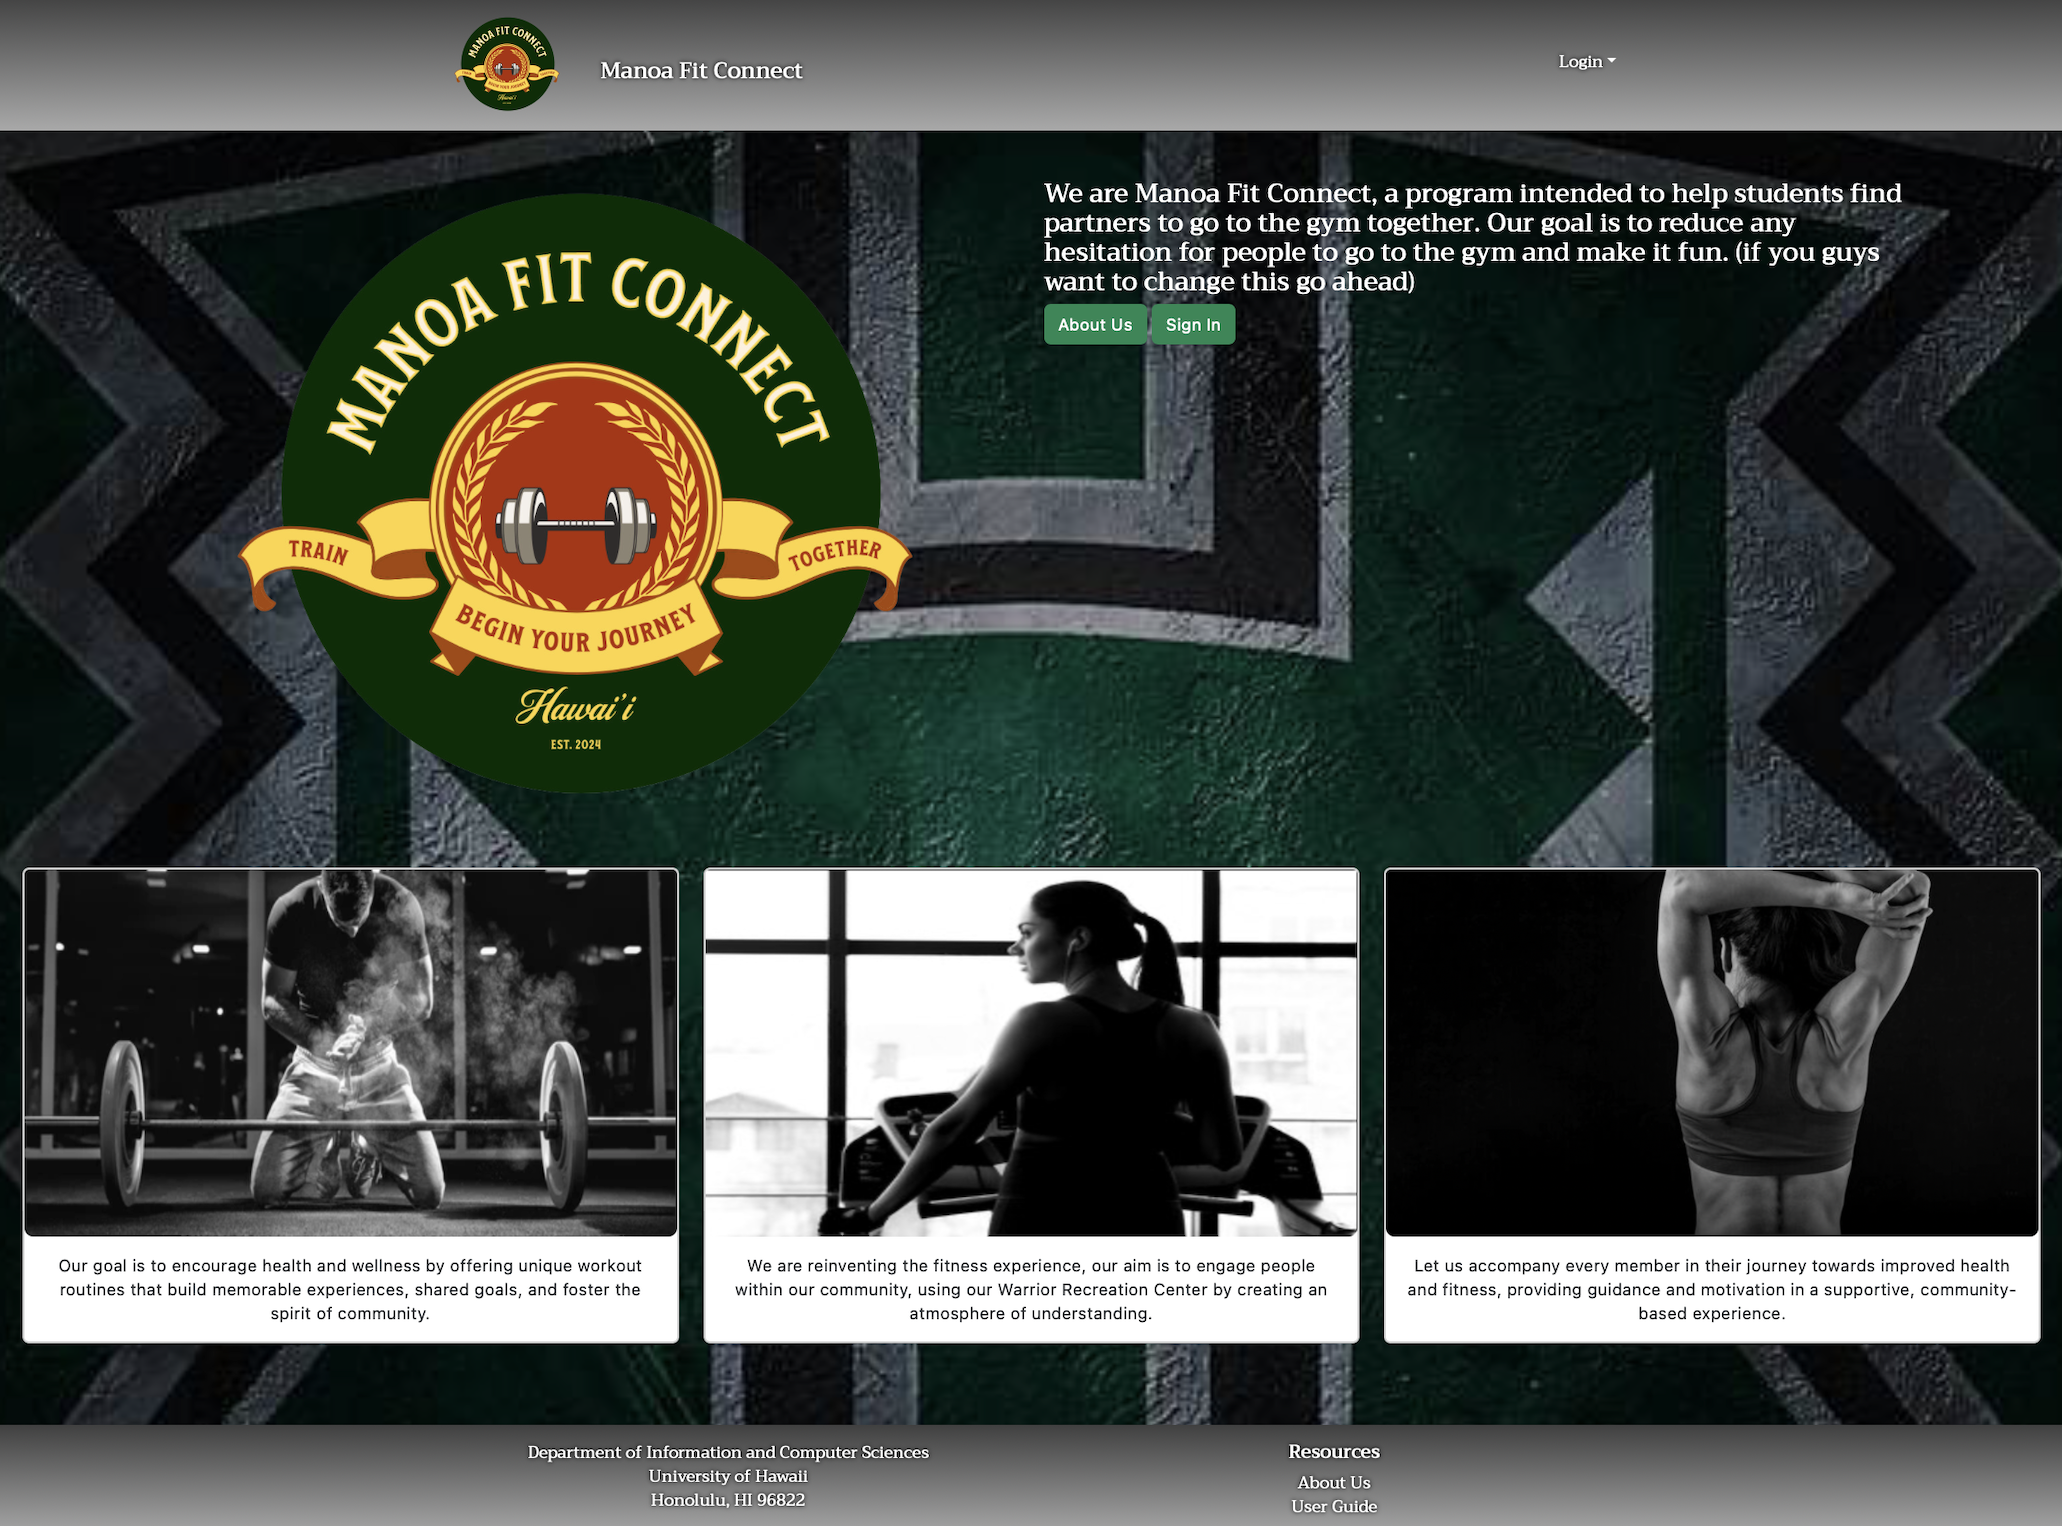 MANOA FIT CONNECT
Hawai'i
Manoa Fit Connect
Login
We are Manoa Fit Connect, a program intended to help students find
partners to go to the gym together. Our goal is to reduce any
hesitation for people to go to the gym and make it fun. (if you guys
want to change this go ahead)
About Us Sign In
MANOA FIT CONNECT
TRAIN
TOGETHER
BEGIN YOUR JOURNEY
Hawai'i
EST. 2024
Our goal is to encourage health and wellness by offering unique workout
routines that build memorable experiences, shared goals, and foster the
spirit of community.
We are reinventing the fitness experience, our aim is to engage people
within our community, using our Warrior Recreation Center by creating an
atmosphere of understanding.
Let us accompany every member in their journey towards improved health
and fitness, providing guidance and motivation in a supportive, community-
based experience.
Department of Information and Computer Sciences
University of Hawaii
Honolulu, HI 96822
Resources
About Us
User Guide